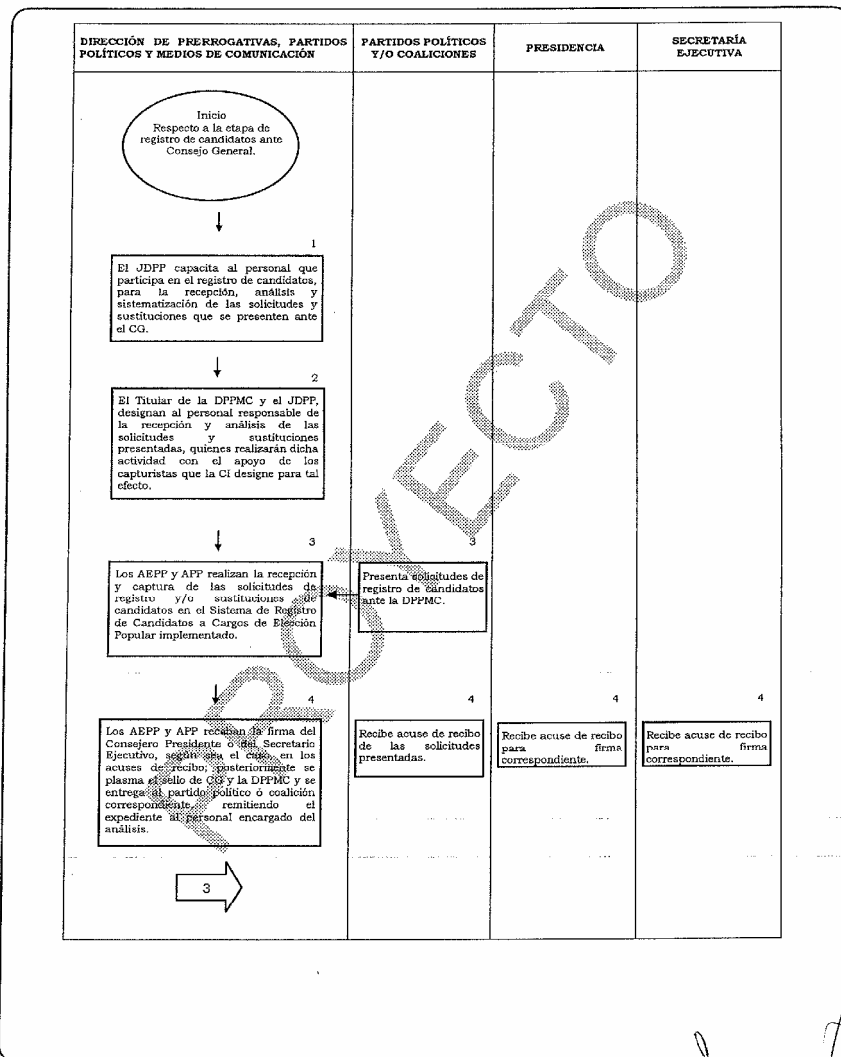 DIRECCIÓN DE PRERROGATIVAS, PARTIDOS
POLÍTICOS Y MEDIOS DE COMUNICACIÓN
PARTIDOS POLÍTICOS
Y/O COALICIONES
PRESIDENCIA
SECRETARÍA
EJECUTIVA
Inicio
Respecto a la etapa de
registro de candidatos ante
Consejo General.
1
El JDPP capacita al personal que
participa en el registro de candidatos,
para la recepción, análisis y
sistematización de las solicitudes y
sustituciones que se presenten ante
el CG.
2
El Titular de la DPPMC y el JDPP,
designan al personal responsable de
la recepción y análisis de las
solicitudes y sustituciones
presentadas, quienes realizarán dicha
actividad con el apoyo de los
capturistas que la CI designe para tal
efecto.
3
Los AEPP y APP realizan la recepción
y captura de las solicitudes de
registro y/o sustituciones de
candidatos en el Sistema de Registro
de Candidatos a Cargos de Elección
Popular implementado.
3
Presenta solicitudes de
registro de candidatos
ante la DPPMC.
4
Los AEPP y APP recaban la firma del
Consejero Presidente o del Secretario
Ejecutivo, según sea el caso, en los
acuses de recibo; posteriormente se
plasma el sello de CG y la DPPMC y se
entrega al partido político ó coalición
correspondiente, remitiendo el
expediente al personal encargado del
análisis.
4
Recibe acuse de recibo
de las solicitudes
presentadas.
4
Recibe acuse de recibo
para firma
correspondiente.
4
Recibe acuse de recibo
para firma
correspondiente.
3
PROYECTO